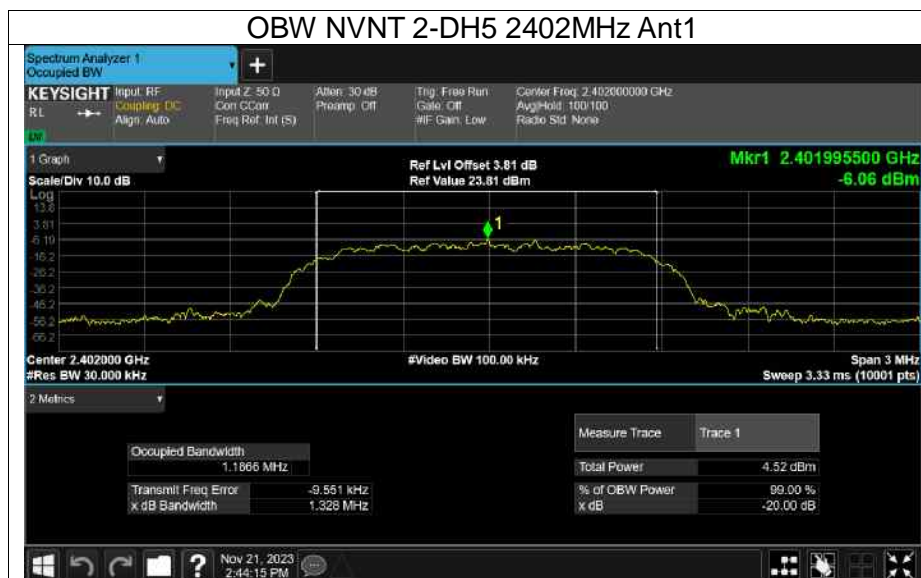 OBW NVNT 2-DH5 2402MHz Ant1
Spectrum Analyzer 1
Occupied BW
+
KEYSIGHT
RL
Input: RF
Coupling: DC
Align: Auto
Input Z: 50 Ω
Corr CCorr
Freq Ref: Int (S)
Atten: 30 dB
Preamp: Off
Trig: Free Run
Gate: Off
#IF Gain: Low
Center Freq: 2.402000000 GHz
Avg|Hold: 100/100
Radio Std: None
1 Graph
Scale/Div 10.0 dB
Ref Lvl Offset 3.81 dB
Ref Value 23.81 dBm
Mkr1 2.401995500 GHz
-6.06 dBm
Log
13.8
3.81
-6.19
-16.2
-26.2
-36.2
-46.2
-56.2
-66.2
1
Center 2.402000 GHz
#Res BW 30.000 kHz
#Video BW 100.00 kHz
Span 3 MHz
Sweep 3.33 ms (10001 pts)
2 Metrics
Measure Trace Trace 1
Occupied Bandwidth
1.1866 MHz
Total Power 4.52 dBm
Transmit Freq Error -9.551 kHz
% of OBW Power 99.00 %
x dB Bandwidth 1.328 MHz
x dB -20.00 dB
?
Nov 21, 2023
2:44:15 PM